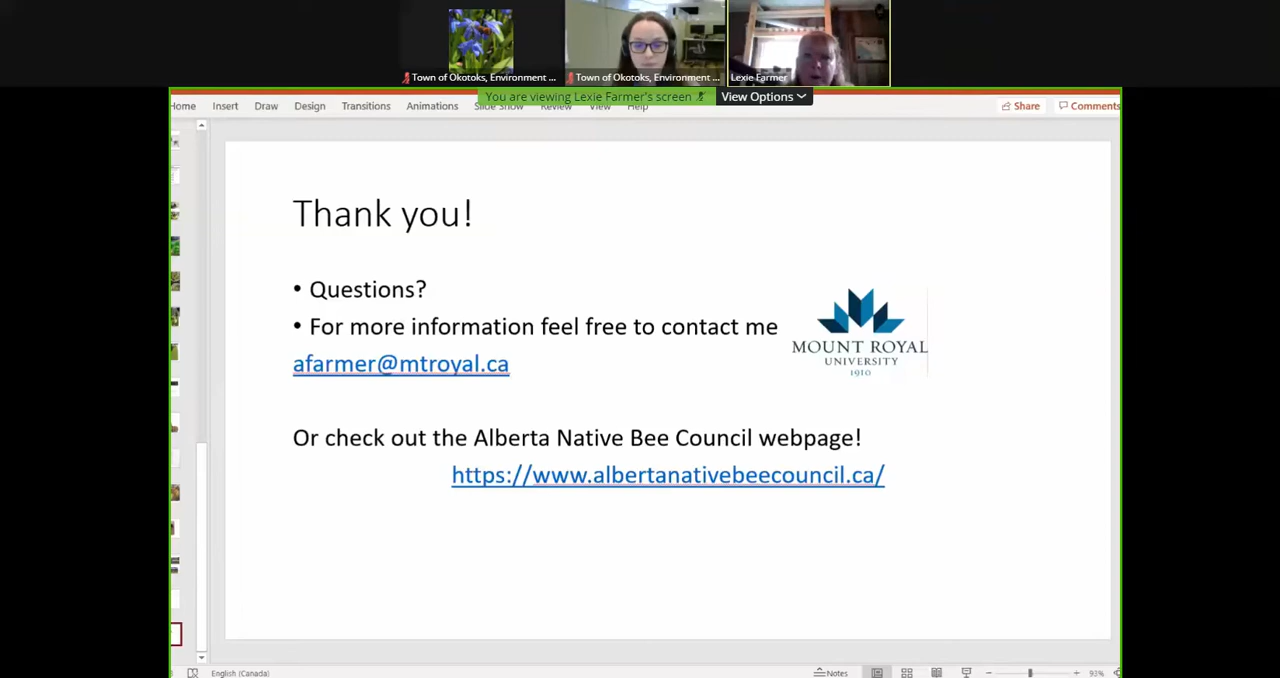 Town of Okotoks, Environment ...
Town of Okotoks, Environment ...
Lexie Farmer
You are viewing Lexie Farmer's screen
View Options
Home
Insert
Draw
Design
Transitions
Animations
Slide Show
Review
View
Help
Share
Comments
Thank you!
• Questions?
• For more information feel free to contact me
afarmer@mtroyal.ca
MOUNT ROYAL
UNIVERSITY
1910
Or check out the Alberta Native Bee Council webpage!
https://www.albertanativebeecouncil.ca/
English (Canada)
Notes
93%